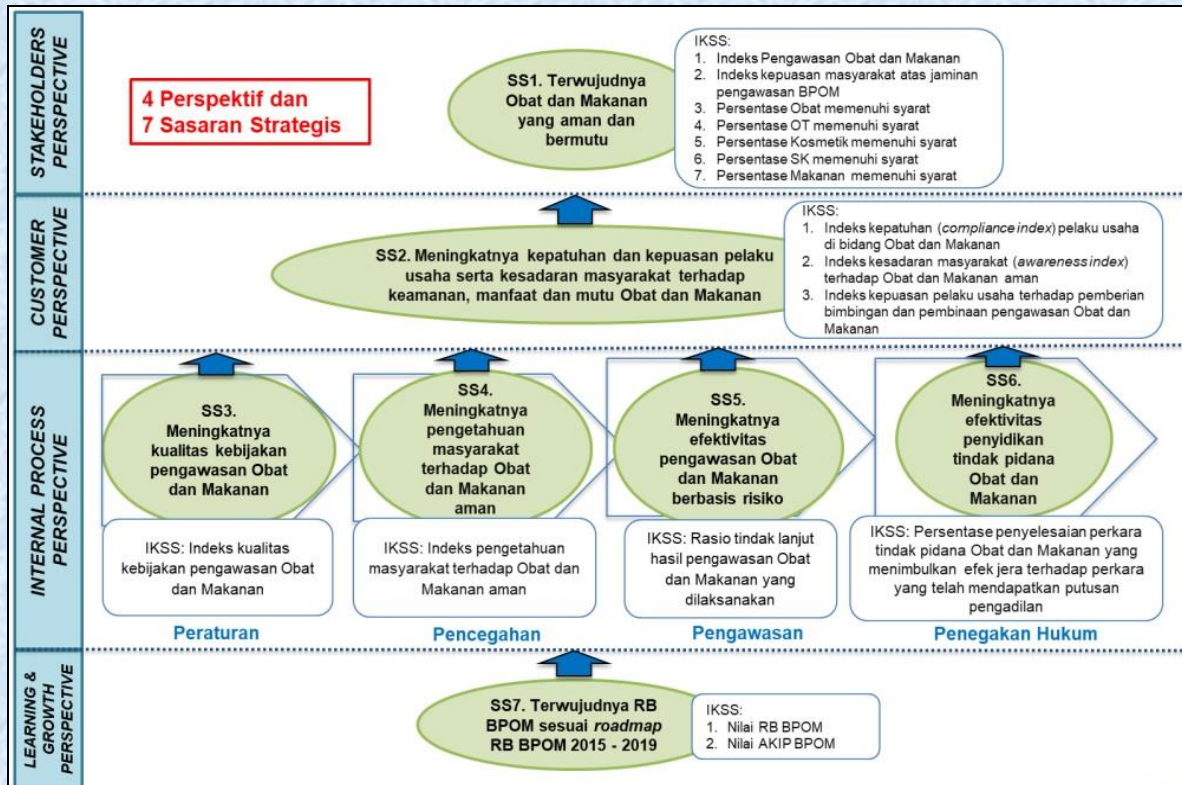 STAKEHOLDERS
PERSPECTIVE
4 Perspektif dan
7 Sasaran Strategis
SS1. Terwujudnya
Obat dan Makanan
yang aman dan
bermutu
IKSS:
1. Indeks Pengawasan Obat dan Makanan
2. Indeks kepuasan masyarakat atas jaminan
pengawasan BPOM
3. Persentase Obat memenuhi syarat
4. Persentase OT memenuhi syarat
5. Persentase Kosmetik memenuhi syarat
6. Persentase SK memenuhi syarat
7. Persentase Makanan memenuhi syarat
CUSTOMER
PERSPECTIVE
SS2. Meningkatnya kepatuhan dan kepuasan pelaku
usaha serta kesadaran masyarakat terhadap
keamanan, manfaat dan mutu Obat dan Makanan
IKSS:
1. Indeks kepatuhan (compliance index) pelaku usaha
di bidang Obat dan Makanan
2. Indeks kesadaran masyarakat (awareness index)
terhadap Obat dan Makanan aman
3. Indeks kepuasan pelaku usaha terhadap pemberian
bimbingan dan pembinaan pengawasan Obat dan
Makanan
INTERNAL PROCESS
PERSPECTIVE
SS3.
Meningkatnya
kualitas kebijakan
pengawasan Obat
dan Makanan
IKSS: Indeks kualitas
kebijakan pengawasan Obat
dan Makanan
Peraturan
SS4.
Meningkatnya
pengetahuan
masyarakat
terhadap Obat
dan Makanan
aman
IKSS: Indeks pengetahuan
masyarakat terhadap Obat dan
Makanan aman
Pencegahan
SS5.
Meningkatnya
efektivitas
pengawasan Obat
dan Makanan
berbasis risiko
IKSS: Rasio tindak lanjut
hasil pengawasan Obat
dan Makanan yang
dilaksanakan
Pengawasan
SS6.
Meningkatnya
efektivitas
penyidikan
tindak pidana
Obat dan
Makanan
IKSS: Persentase penyelesaian perkara
tindak pidana Obat dan Makanan yang
menimbulkan efek jera terhadap perkara
yang telah mendapatkan putusan
pengadilan
Penegakan Hukum
LEARNING &
GROWTH
PERSPECTIVE
SS7. Terwujudnya RB
BPOM sesuai roadmap
RB BPOM 2015 - 2019
IKSS:
1. Nilai RB BPOM
2. Nilai AKIP BPOM